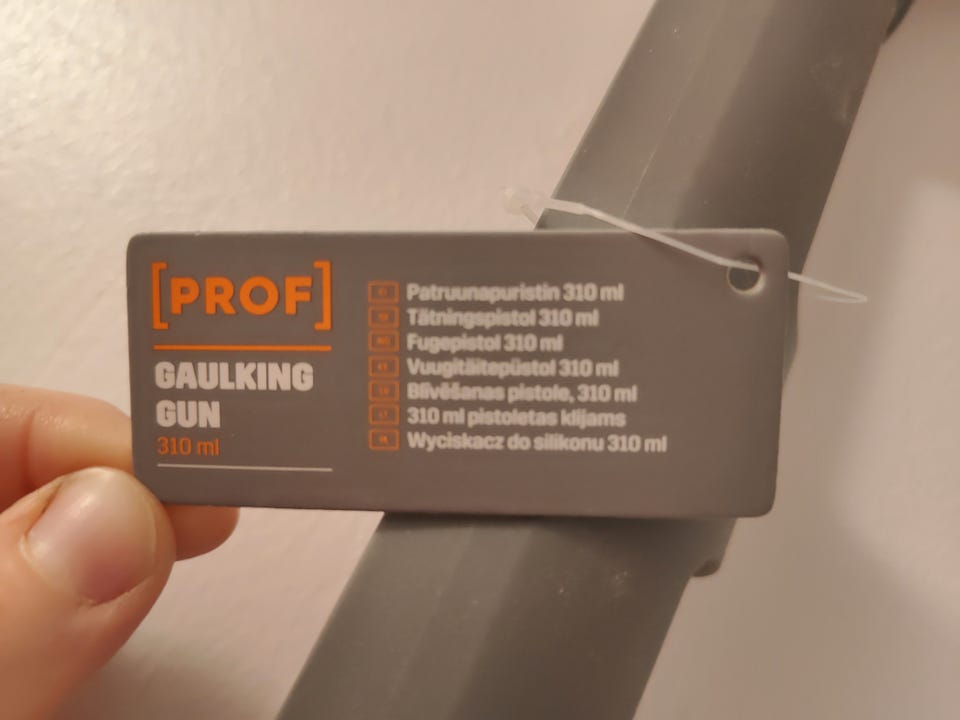 [PROF]
GAULKING
GUN
310 ml
Patruunapuristin 310 ml
Tätningspistol 310 ml
Fugepistol 310 ml
Vuugitäitepüstol 310 ml
Blīvēšanas pistole, 310 ml
310 ml pistoletas klijams
Wyciskacz do silikonu 310 ml